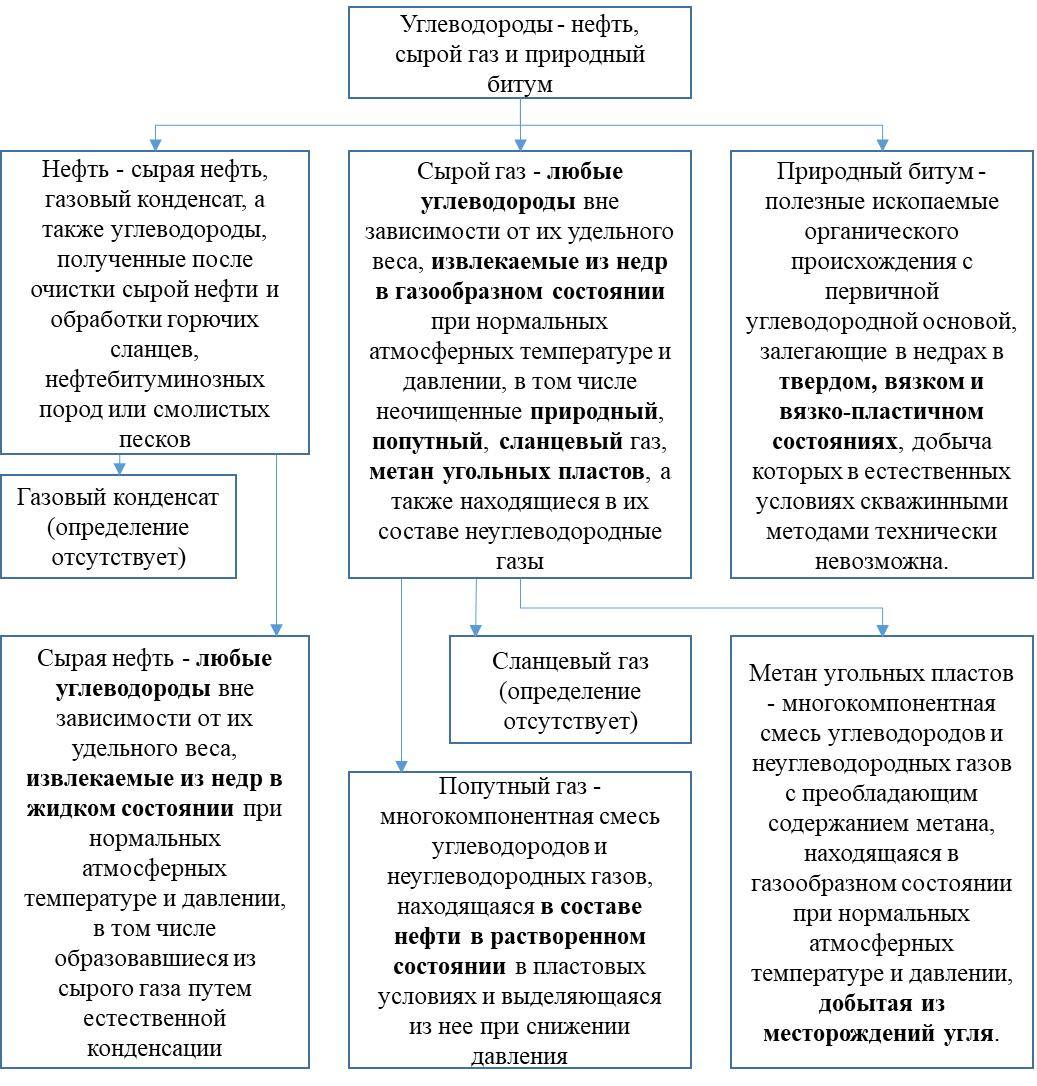 Углеводороды - нефть,
сырой газ и природный
битум
Нефть - сырая нефть,
газовый конденсат, а
также углеводороды,
полученные после
очистки сырой нефти и
обработки горючих
сланцев,
нефтебитуминозных
пород или смолистых
песков
Сырой газ - любые
углеводороды вне
зависимости от их удельного
веса, извлекаемые из недр
в газообразном состоянии
при нормальных
атмосферных температуре и
давлении, в том числе
неочищенные природный,
попутный, сланцевый газ,
метан угольных пластов, а
также находящиеся в их
составе неуглеводородные
газы
Природный битум -
полезные ископаемые
органического
происхождения с
первичной
углеводородной основой,
залегающие в недрах в
твердом, вязком и
вязко-пластичном
состояниях, добыча
которых в естественных
условиях скважинными
методами технически
невозможна.
Газовый конденсат
(определение
отсутствует)
Сырая нефть - любые
углеводороды вне
зависимости от их
удельного веса,
извлекаемые из недр в
жидком состоянии при
нормальных
атмосферных
температуре и давлении,
в том числе
образовавшиеся из
сырого газа путем
естественной
конденсации
Сланцевый газ
(определение
отсутствует)
Попутный газ -
многокомпонентная смесь
углеводородов и
неуглеводородных газов,
находящаяся в составе
нефти в растворенном
состоянии в пластовых
условиях и выделяющаяся
из нее при снижении
давления
Метан угольных пластов
- многокомпонентная
смесь углеводородов и
неуглеводородных газов
с преобладающим
содержанием метана,
находящаяся в
газообразном состоянии
при нормальных
атмосферных
температуре и давлении,
добытая из
месторождений угля.